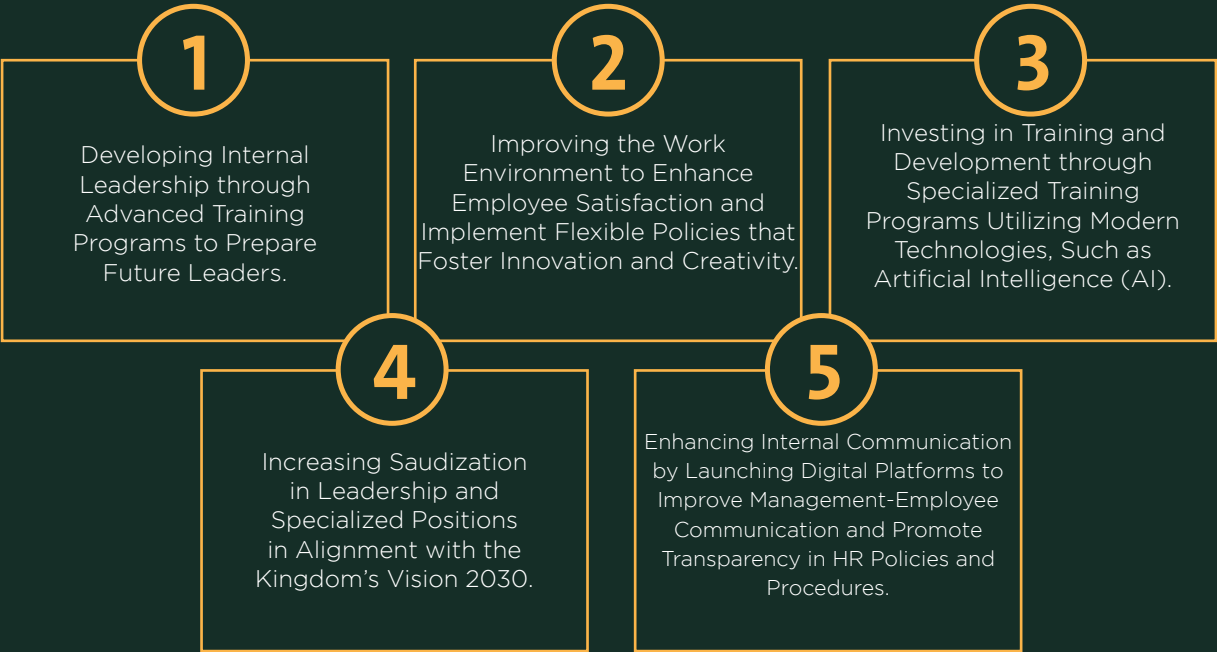 1
Developing Internal
Leadership through
Advanced Training
Programs to Prepare
Future Leaders.
2
Improving the Work
Environment to Enhance
Employee Satisfaction and
Implement Flexible Policies that
Foster Innovation and Creativity.
3
Investing in Training and
Development through
Specialized Training
Programs Utilizing Modern
Technologies, Such as
Artificial Intelligence (AI).
4
Increasing Saudization
in Leadership and
Specialized Positions
in Alignment with the
Kingdom’s Vision 2030.
5
Enhancing Internal Communication
by Launching Digital Platforms to
Improve Management-Employee
Communication and Promote
Transparency in HR Policies and
Procedures.